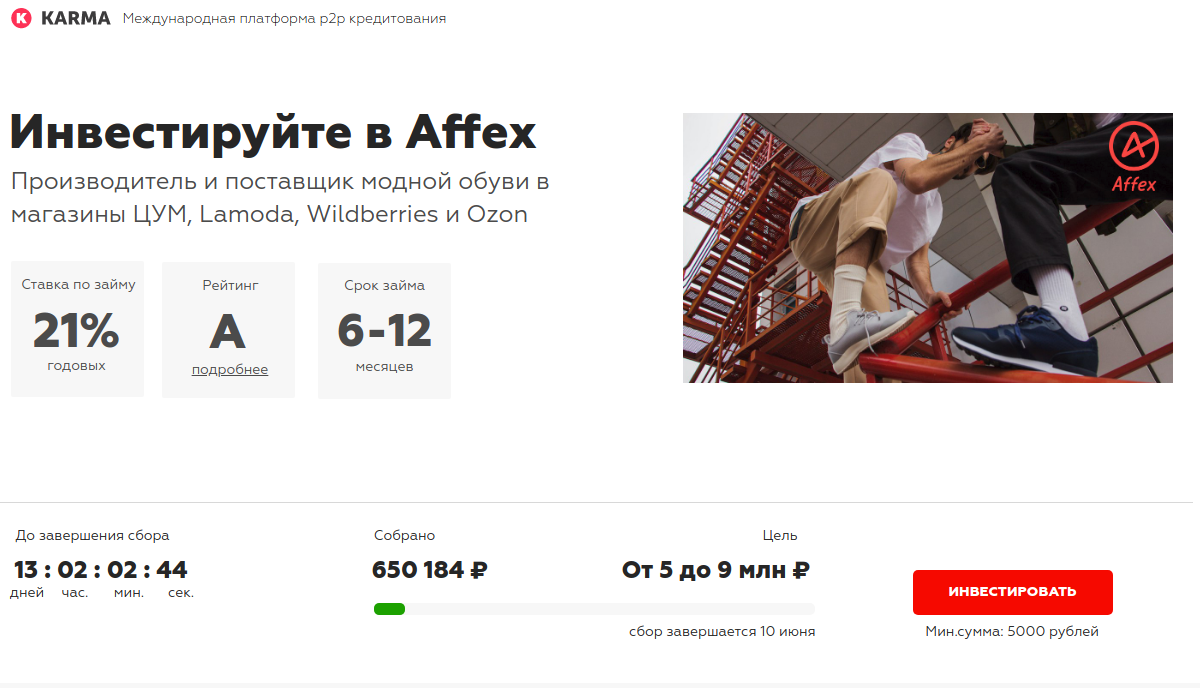 K KARMA Международная платформа p2p кредитования
Инвестируйте в Affex
Производитель и поставщик модной обуви в
магазины ЦУМ, Lamoda, Wildberries и Ozon
Affex
Ставка по займу
21%
годовых
Рейтинг
A
подробнее
Срок займа
6-12
месяцев
До завершения сбора
13 : 02 : 02 : 44
дней час. мин. сек.
Собрано
650 184 ₽
Цель
От 5 до 9 млн ₽
сбор завершается 10 июня
ИНВЕСТИРОВАТЬ
Мин.сумма: 5000 рублей